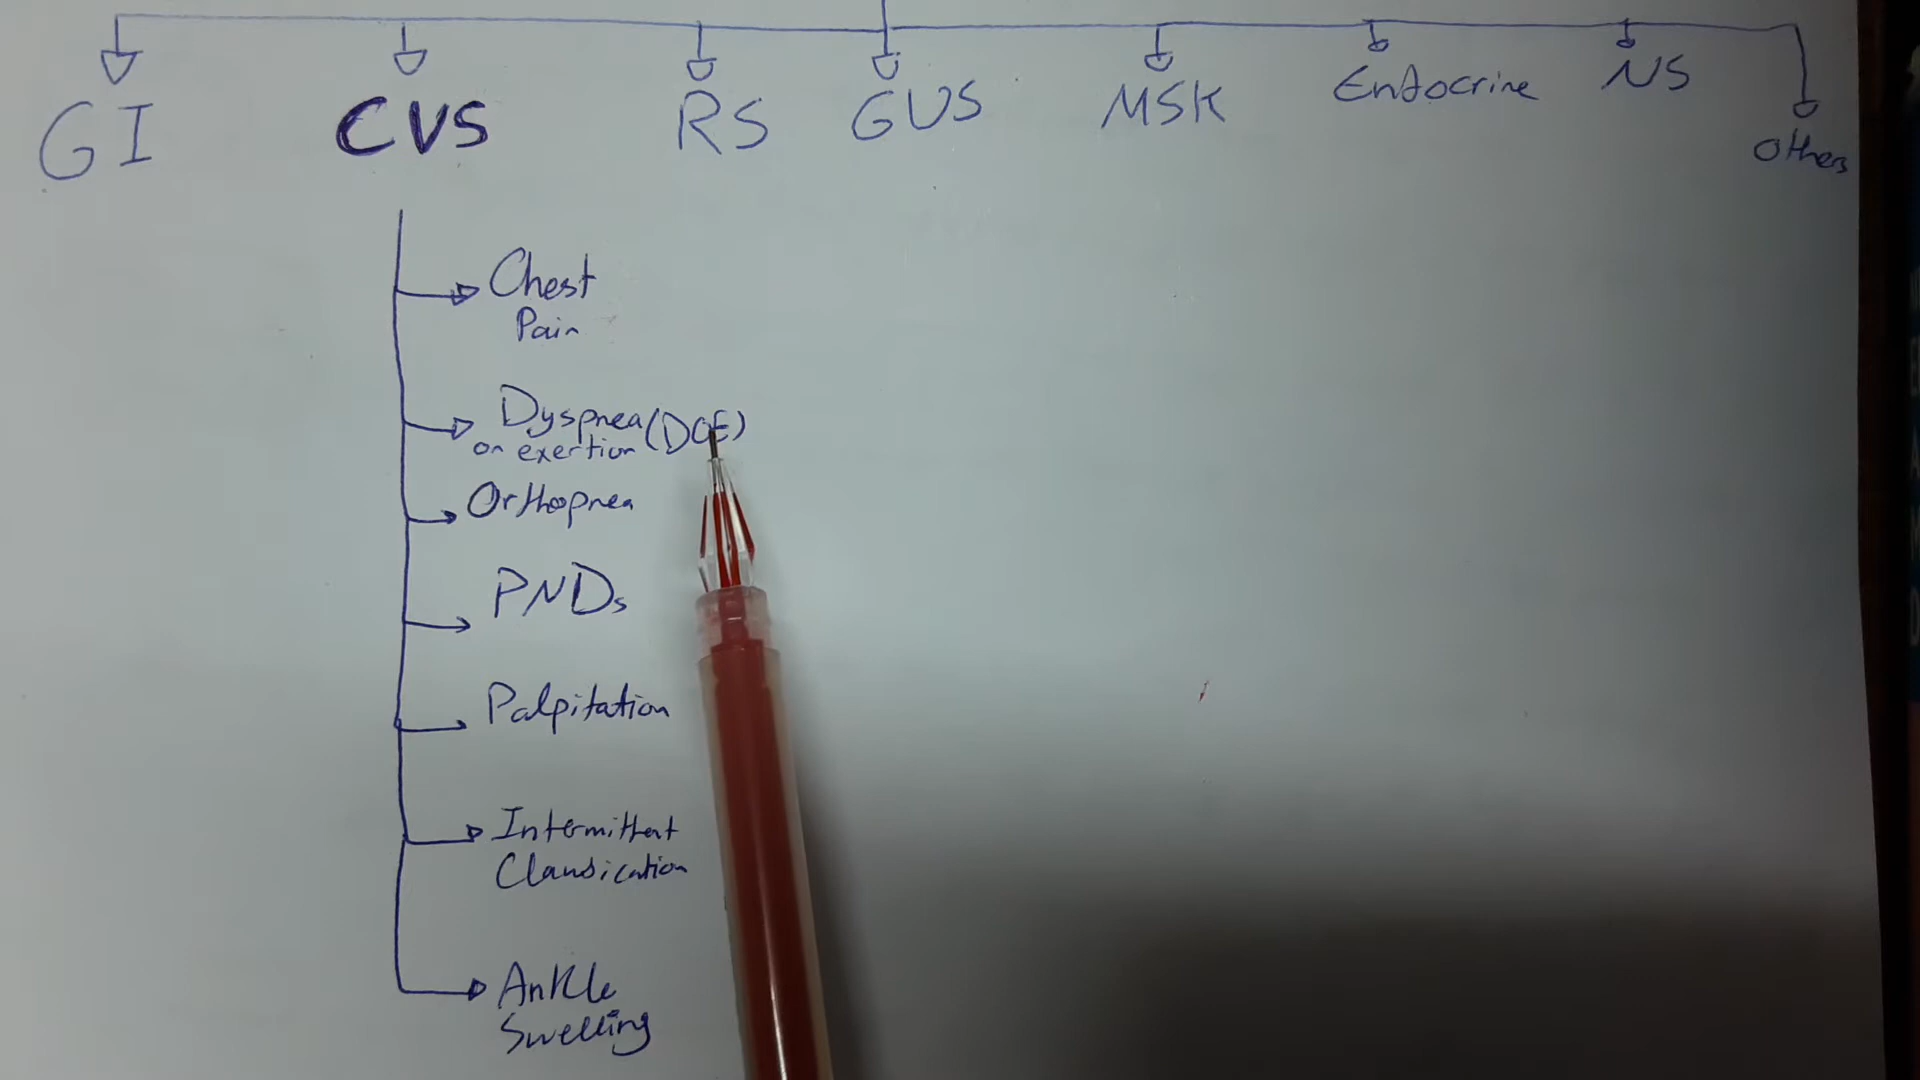 GI CVS RS GUS MSK Endocrine NS Others
Chest
Pain
Dyspnea (DOE)
on exertion
Orthopnea
PNDs
Palpitation
Intermittent
Claudication
Ankle
Swelling